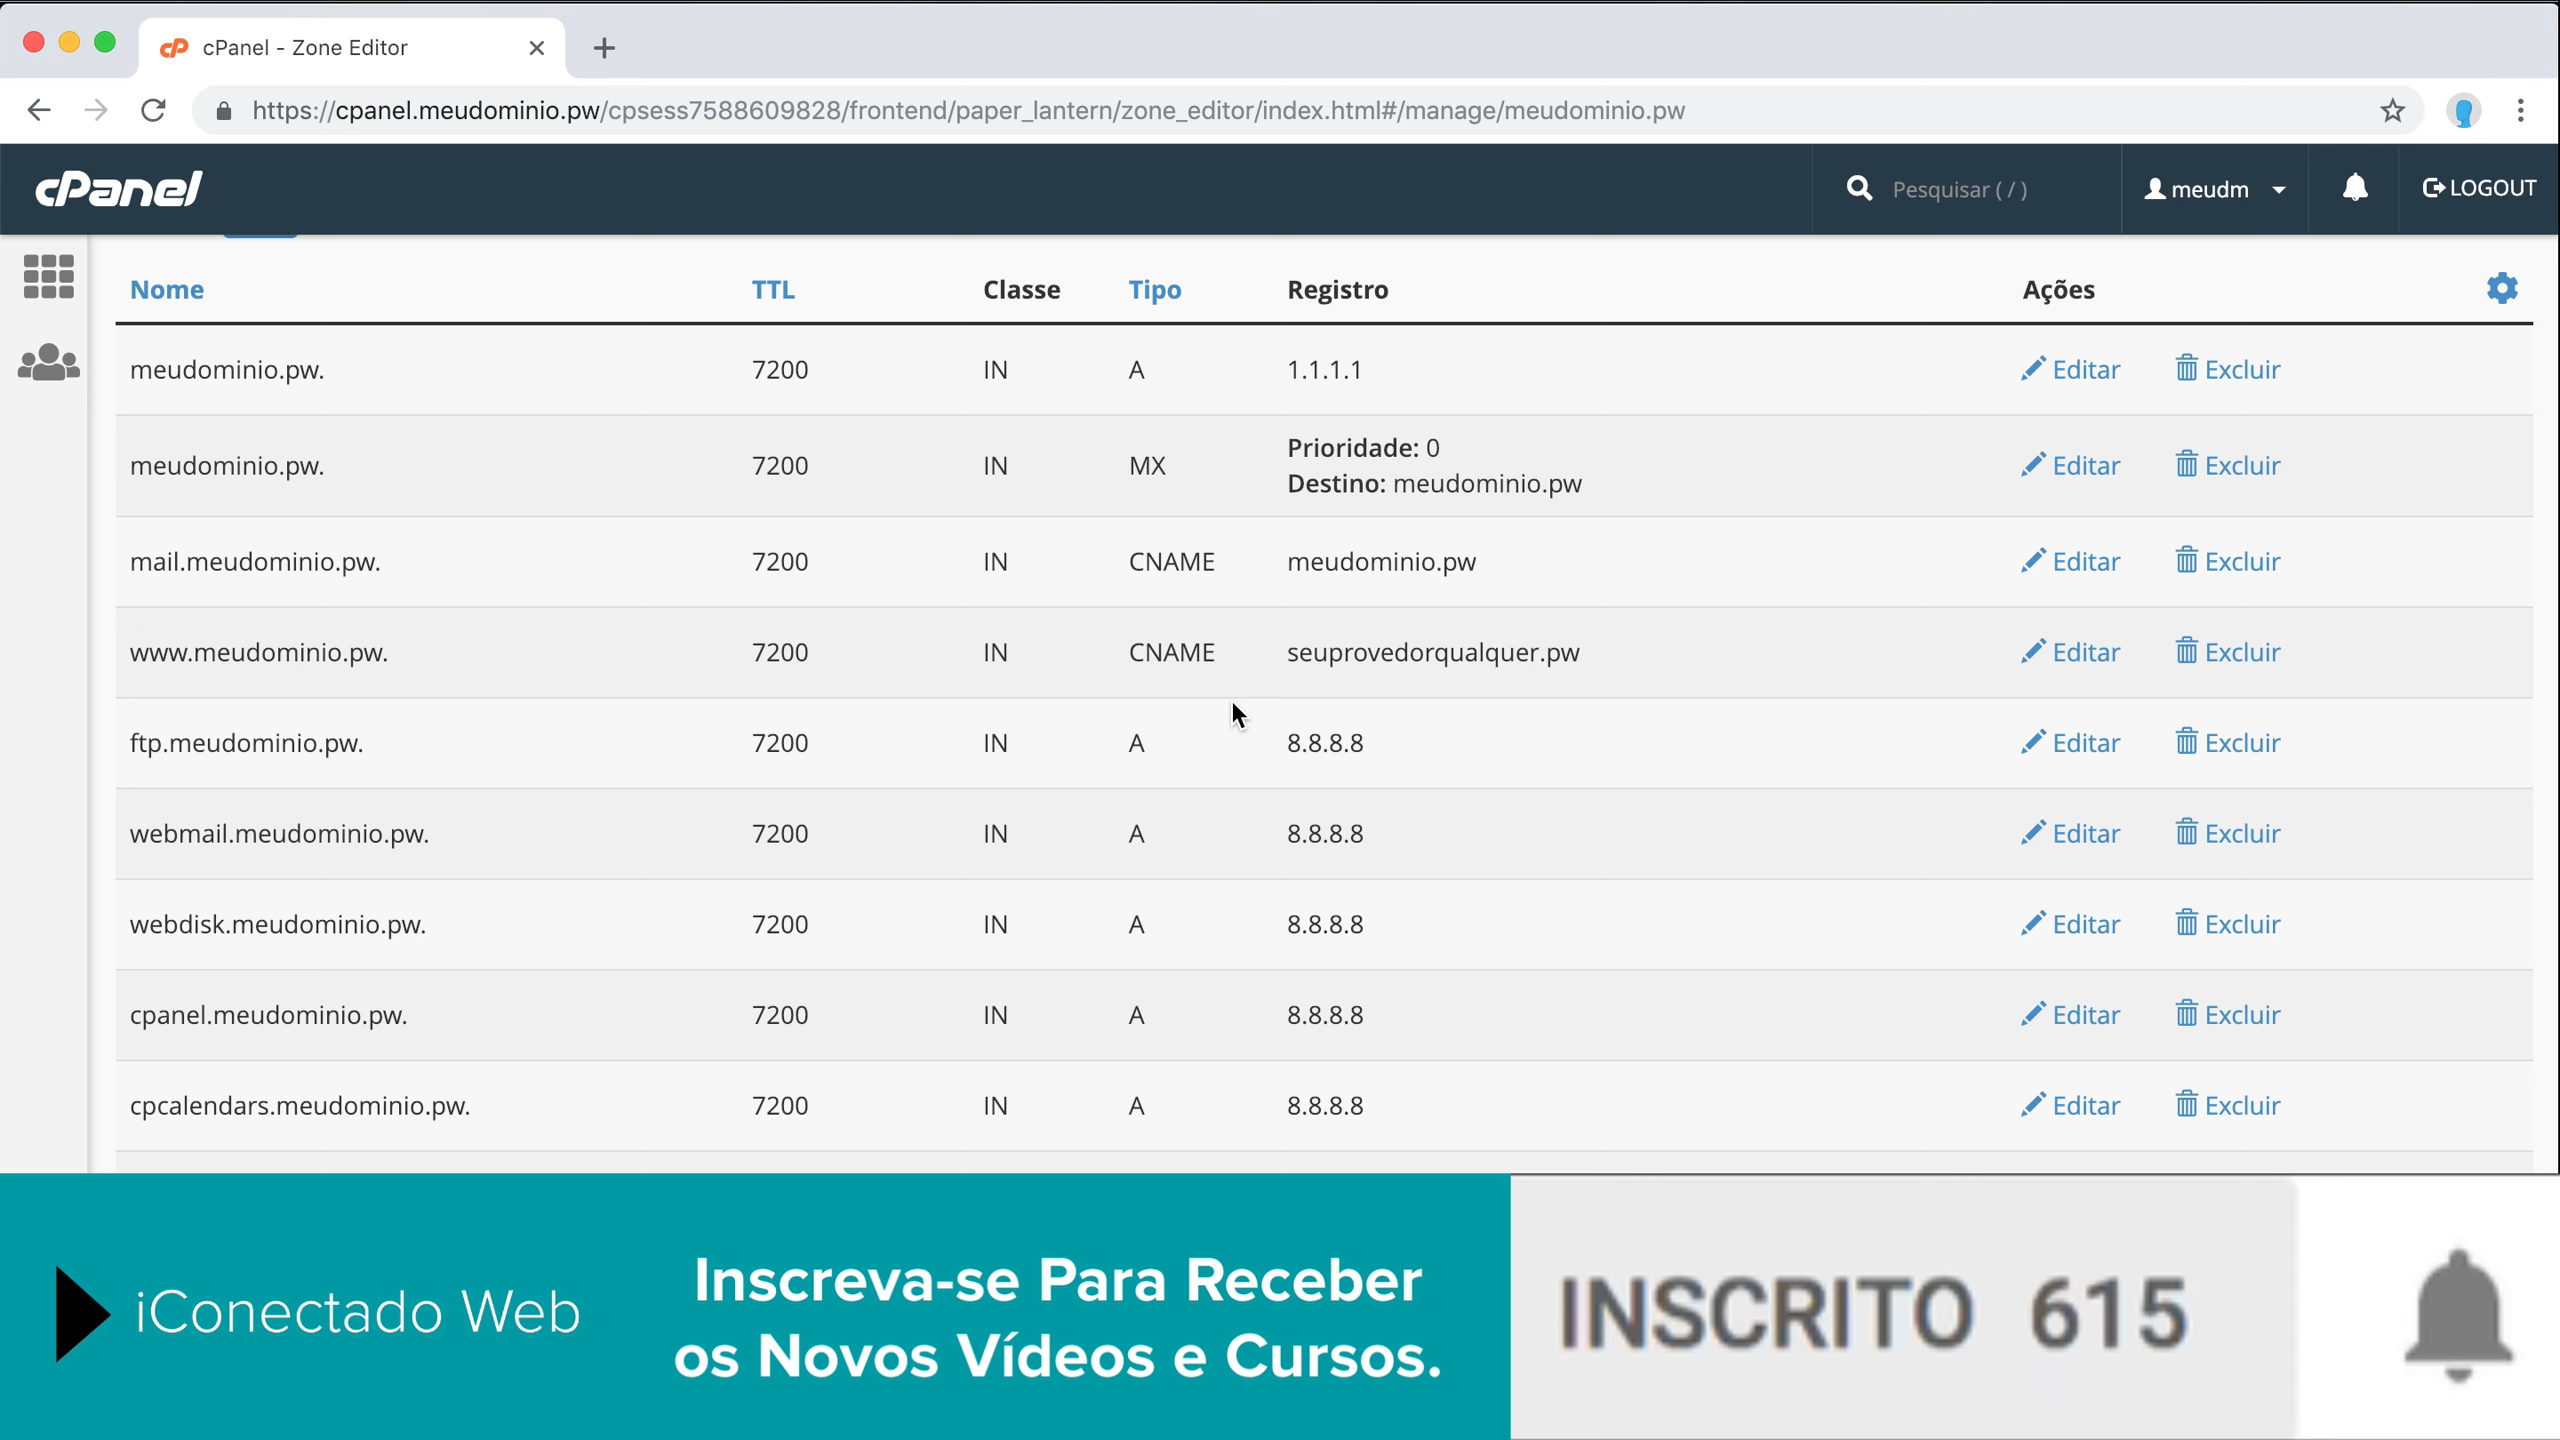 cPanel - Zone Editor
https://cpanel.meudominio.pw/cpsess7588609828/frontend/paper_lantern/zone_editor/index.html#/manage/meudominio.pw
cPanel Pesquisar ( / ) meudm LOGOUT
Nome TTL Classe Tipo Registro Ações
meudominio.pw. 7200 IN A 1.1.1.1 Editar Excluir
meudominio.pw. 7200 IN MX Prioridade: 0
Destino: meudominio.pw Editar Excluir
mail.meudominio.pw. 7200 IN CNAME meudominio.pw Editar Excluir
www.meudominio.pw. 7200 IN CNAME seuprovedorqualquer.pw Editar Excluir
ftp.meudominio.pw. 7200 IN A 8.8.8.8 Editar Excluir
webmail.meudominio.pw. 7200 IN A 8.8.8.8 Editar Excluir
webdisk.meudominio.pw. 7200 IN A 8.8.8.8 Editar Excluir
cpanel.meudominio.pw. 7200 IN A 8.8.8.8 Editar Excluir
cpcalendars.meudominio.pw. 7200 IN A 8.8.8.8 Editar Excluir
iConectado Web
Inscreva-se Para Receber
os Novos Vídeos e Cursos.
INSCRITO 615